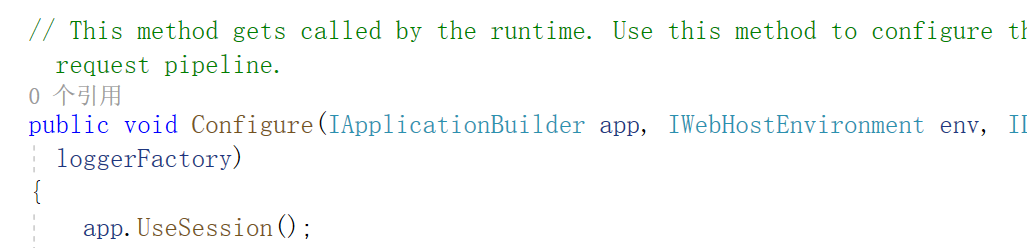 // This method gets called by the runtime. Use this method to configure
request pipeline.
0 个引用
public void Configure(IApplicationBuilder app, IWebHostEnvironment env,
loggerFactory)
{
app.UseSession();